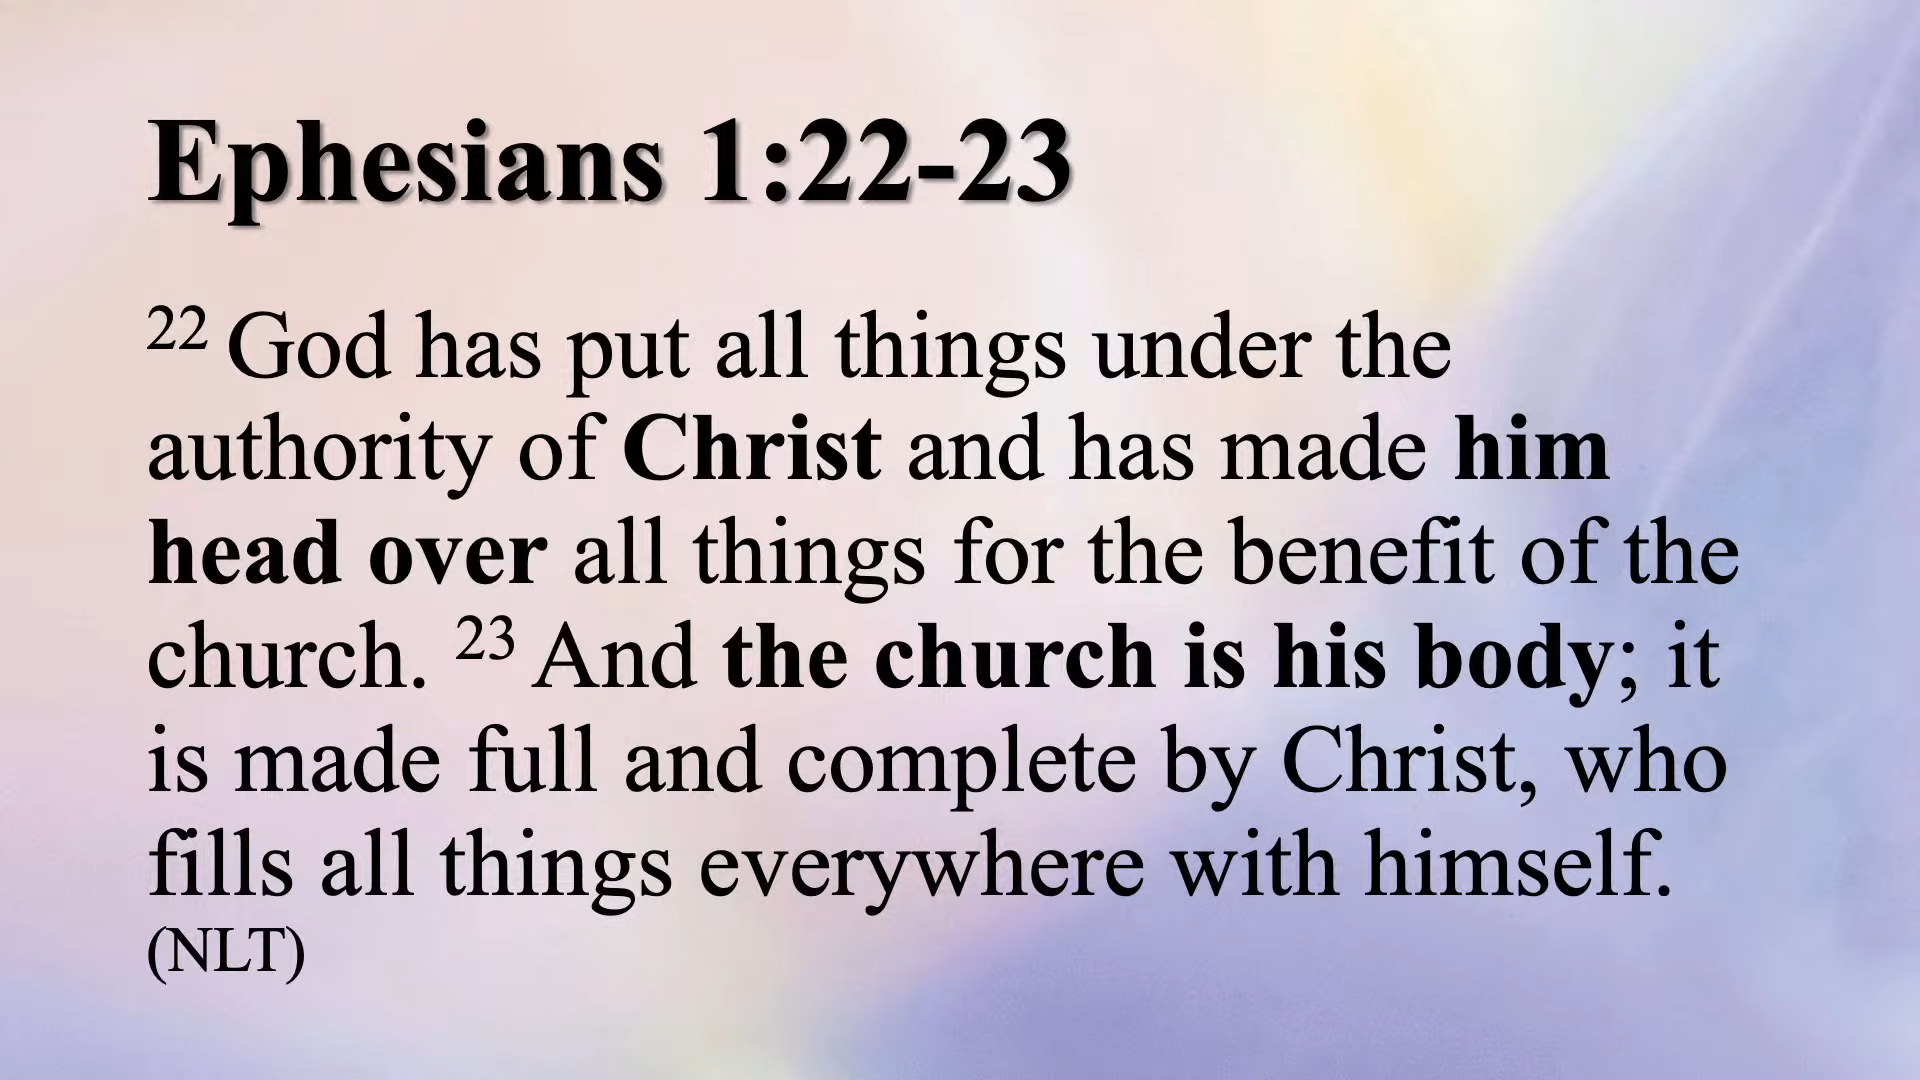 Ephesians 1:22-23
22 God has put all things under the
authority of Christ and has made him
head over all things for the benefit of the
church. 23 And the church is his body; it
is made full and complete by Christ, who
fills all things everywhere with himself.
(NLT)